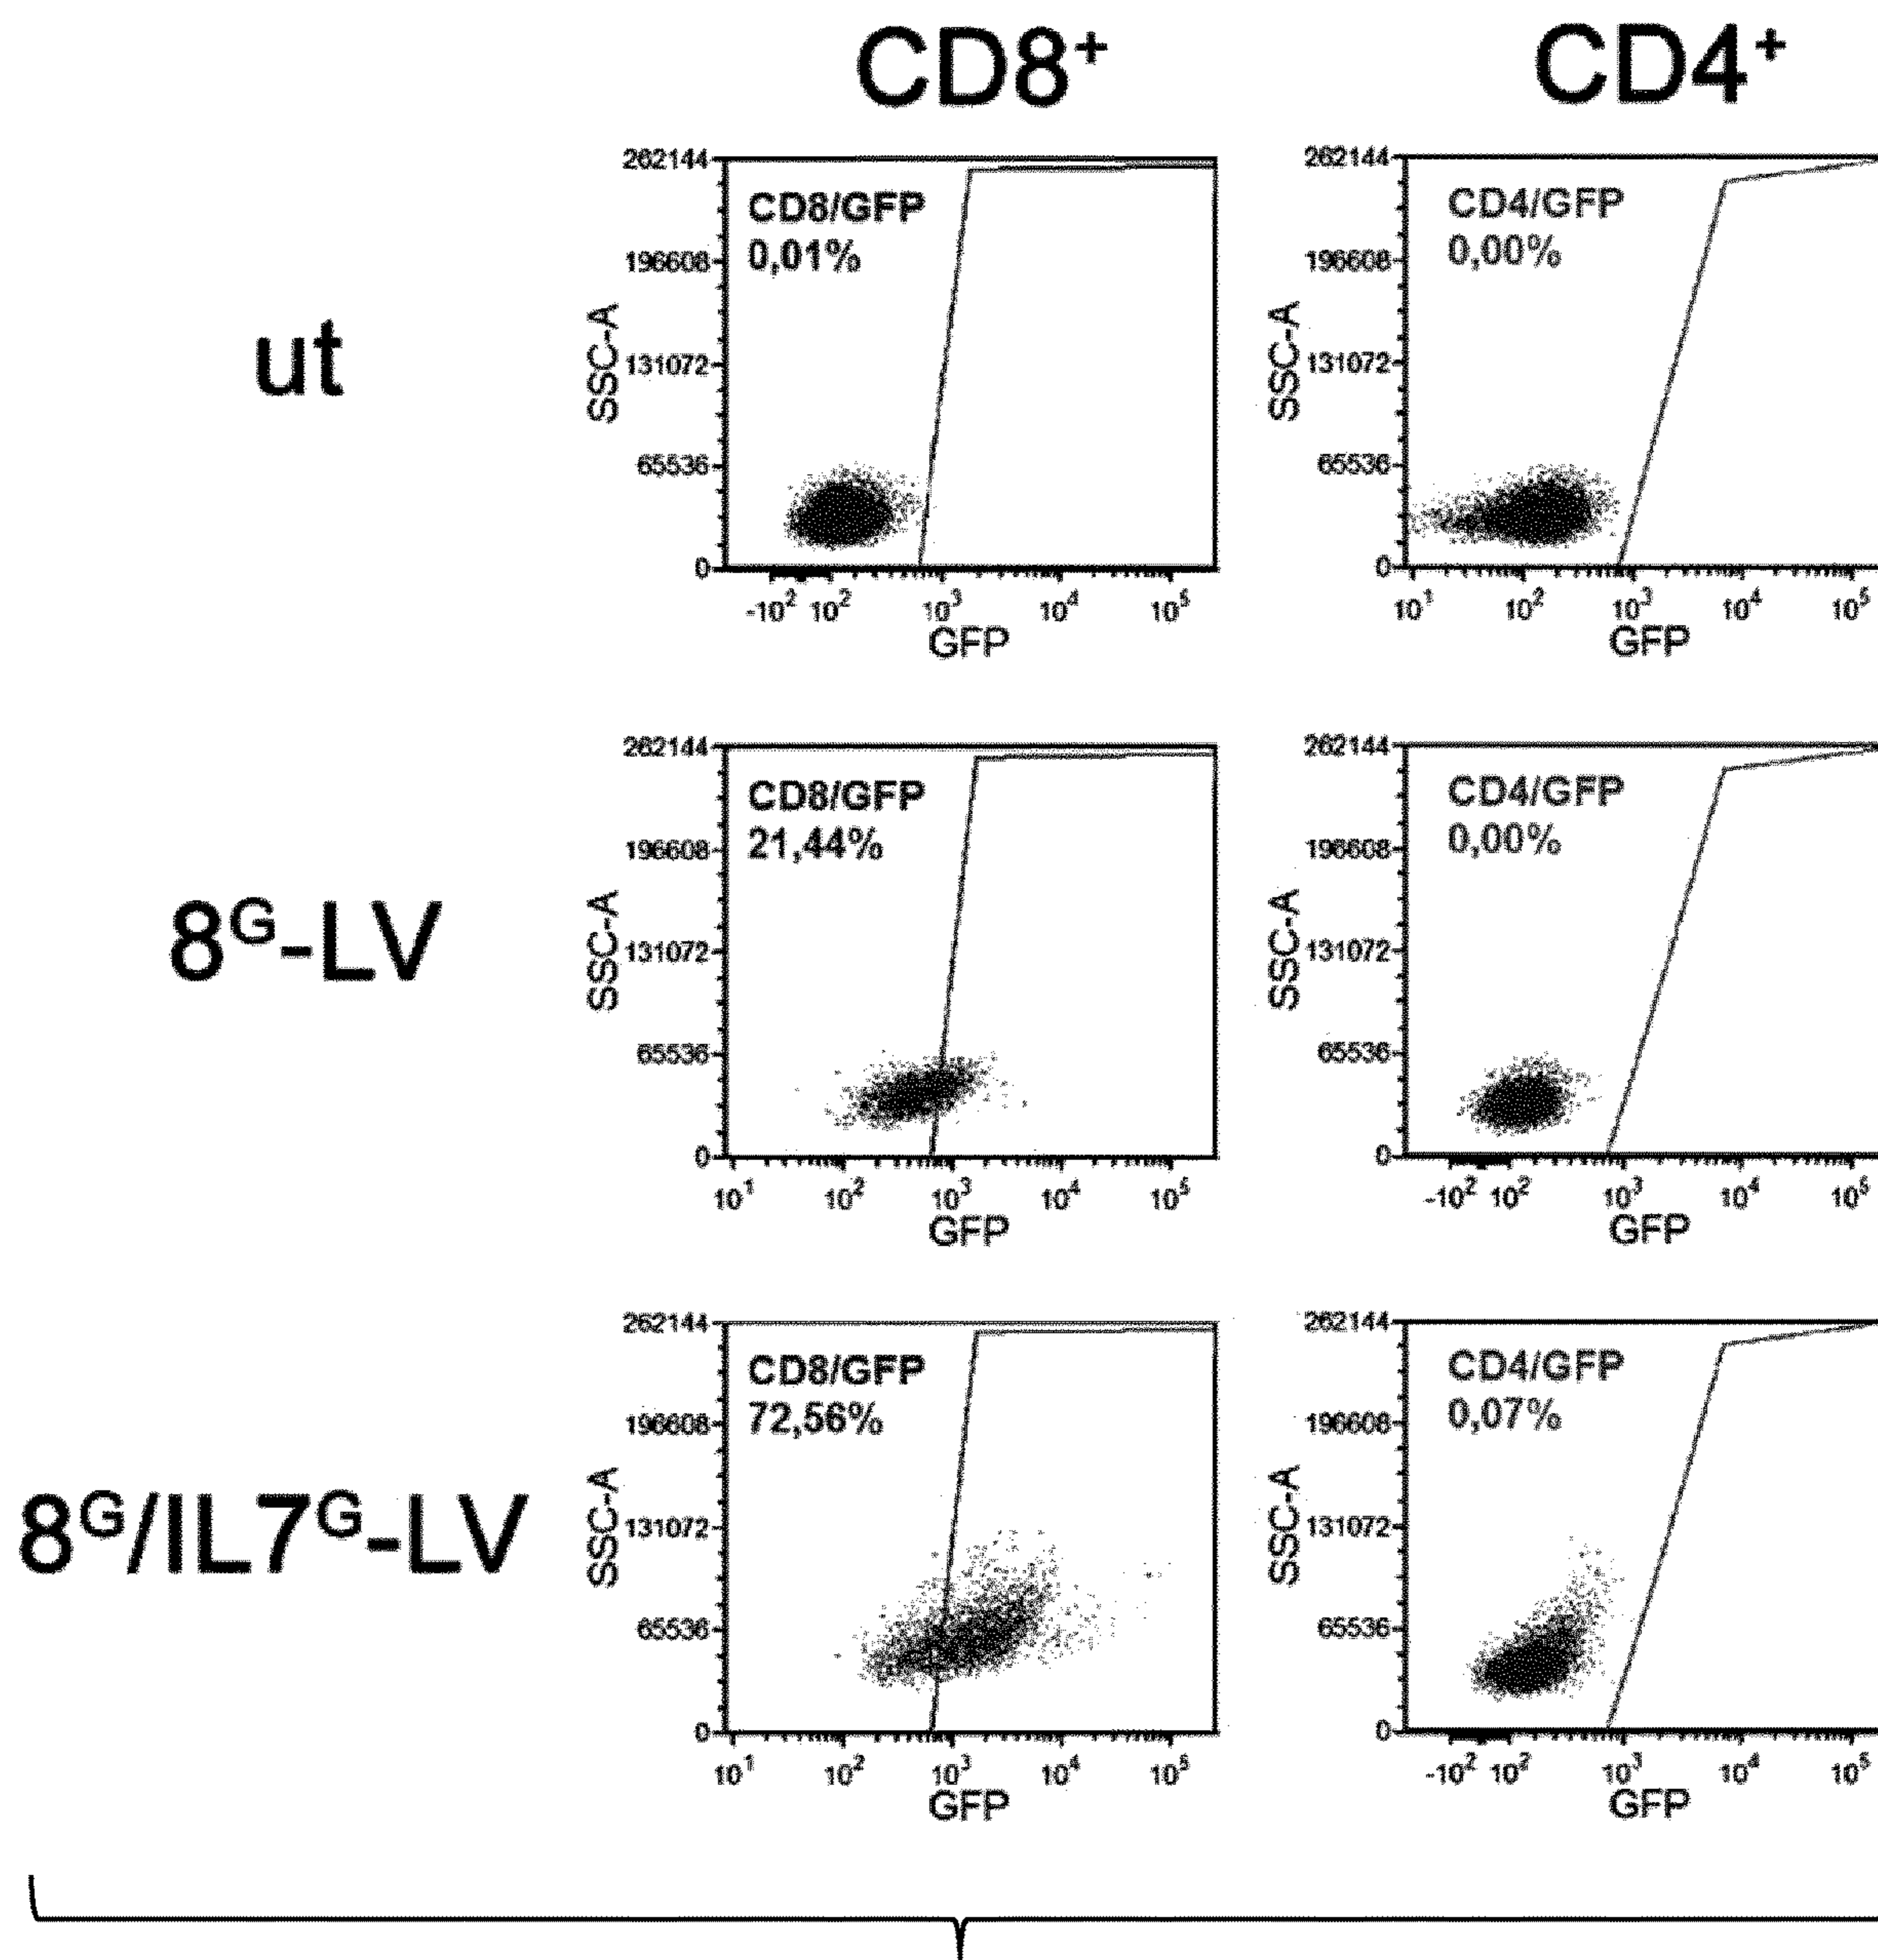 CD8⁺ CD4⁺
ut
262144
196608
131072
65536
0
SSC-A
CD8/GFP
0,01%
-10² 10² 10³ 10⁴ 10⁵
GFP
262144
196608
131072
65536
0
SSC-A
CD4/GFP
0,00%
10¹ 10² 10³ 10⁴ 10⁵
GFP
8ᴳ-LV
262144
196608
131072
65536
0
SSC-A
CD8/GFP
21,44%
10¹ 10² 10³ 10⁴ 10⁵
GFP
262144
196608
131072
65536
0
SSC-A
CD4/GFP
0,00%
-10² 10² 10³ 10⁴ 10⁵
GFP
8ᴳ/IL7ᴳ-LV
262144
196608
131072
65536
0
SSC-A
CD8/GFP
72,56%
10¹ 10² 10³ 10⁴ 10⁵
GFP
262144
196608
131072
65536
0
SSC-A
CD4/GFP
0,07%
-10² 10² 10³ 10⁴ 10⁵
GFP